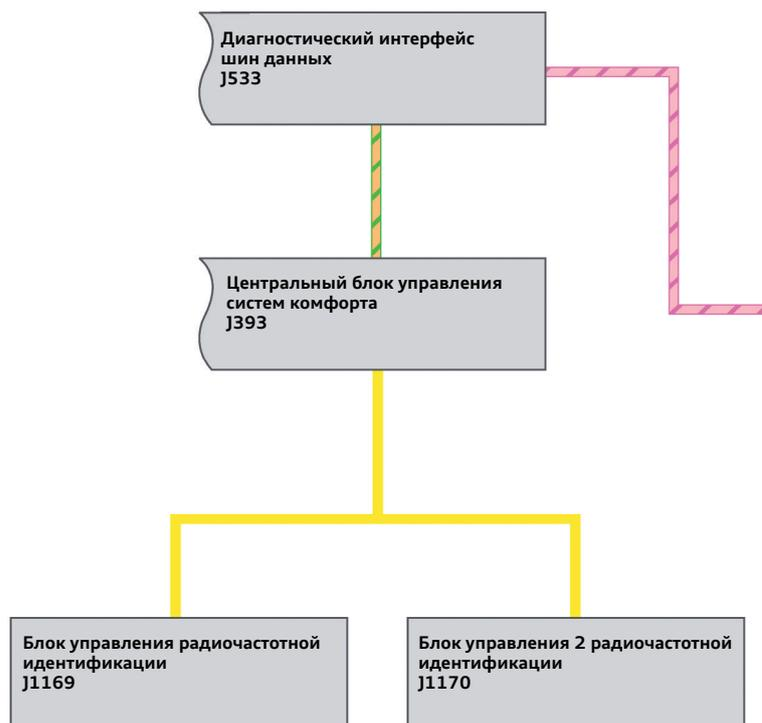 Диагностический интерфейс
шин данных
J533
Центральный блок управления
систем комфорта
J393
Блок управления радиочастотной
идентификации
J1169
Блок управления 2 радиочастотной
идентификации
J1170